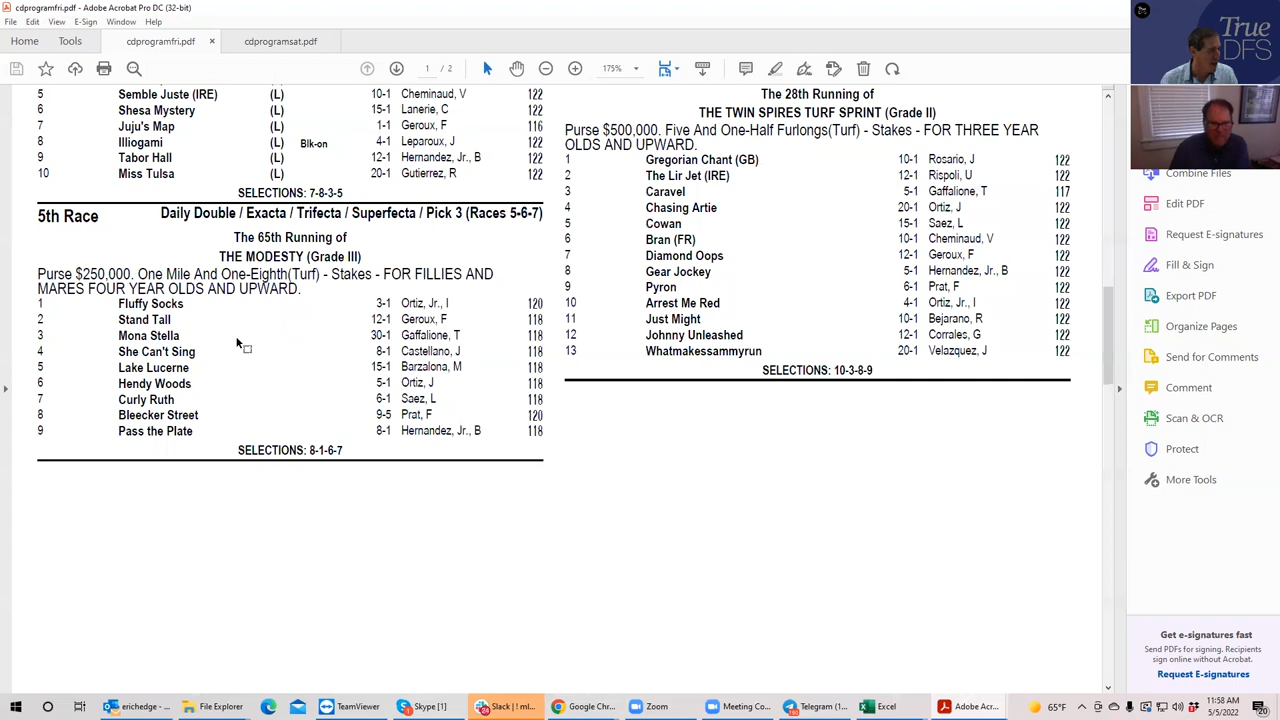 cdprogramfri.pdf - Adobe Acrobat Pro DC (32-bit)
File Edit View E-Sign Window Help
Home Tools cdprogramfri.pdf × cdprogramsat.pdf
1 / 2 175%
5 Semble Juste (IRE) (L) 10-1 Cheminaud, V 122
6 Shesa Mystery (L) 15-1 Lanerie, C 122
7 Juju's Map (L) 1-1 Geroux, F 116
8 Illiogami (L) Blk-on 4-1 Leparoux, J 122
9 Tabor Hall (L) 12-1 Hernandez, Jr., B 122
10 Miss Tulsa (L) 20-1 Gutierrez, R 122
SELECTIONS: 7-8-3-5
5th Race Daily Double / Exacta / Trifecta / Superfecta / Pick 3 (Races 5-6-7)
The 65th Running of
THE MODESTY (Grade III)
Purse $250,000. One Mile And One-Eighth(Turf) - Stakes - FOR FILLIES AND
MARES FOUR YEAR OLDS AND UPWARD.
1 Fluffy Socks 3-1 Ortiz, Jr., I 120
2 Stand Tall 12-1 Geroux, F 118
3 Mona Stella 30-1 Gaffalione, T 118
4 She Can't Sing 8-1 Castellano, J 118
5 Lake Lucerne 15-1 Barzalona, M 118
6 Hendy Woods 5-1 Ortiz, J 118
7 Curly Ruth 6-1 Saez, L 118
8 Bleecker Street 9-5 Prat, F 120
9 Pass the Plate 8-1 Hernandez, Jr., B 118
SELECTIONS: 8-1-6-7
The 28th Running of
THE TWIN SPIRES TURF SPRINT (Grade II)
Purse $500,000. Five And One-Half Furlongs(Turf) - Stakes - FOR THREE YEAR
OLDS AND UPWARD.
1 Gregorian Chant (GB) 10-1 Rosario, J 122
2 The Lir Jet (IRE) 12-1 Rispoli, U 122
3 Caravel 5-1 Gaffalione, T 117
4 Chasing Artie 20-1 Ortiz, J 122
5 Cowan 15-1 Saez, L 122
6 Bran (FR) 10-1 Cheminaud, V 122
7 Diamond Oops 12-1 Geroux, F 122
8 Gear Jockey 5-1 Hernandez, Jr., B 122
9 Pyron 6-1 Prat, F 122
10 Arrest Me Red 4-1 Ortiz, Jr., I 122
11 Just Might 10-1 Bejarano, R 122
12 Johnny Unleashed 12-1 Corrales, G 122
13 Whatmakessammyrun 20-1 Velazquez, J 122
SELECTIONS: 10-3-8-9
True
DFS
Combine Files
Edit PDF
Request E-signatures
Fill & Sign
Export PDF
Organize Pages
Send for Comments
Comment
Scan & OCR
Protect
More Tools
Get e-signatures fast
Send PDFs for signing. Recipients
sign online without Acrobat.
Request E-signatures
erichedge - ... File Explorer TeamViewer Skype [1] Slack | ! ml... Google Chr... Zoom Meeting Co... Telegram (1... Excel Adobe Acr... 65°F
11:58 AM
5/5/2022